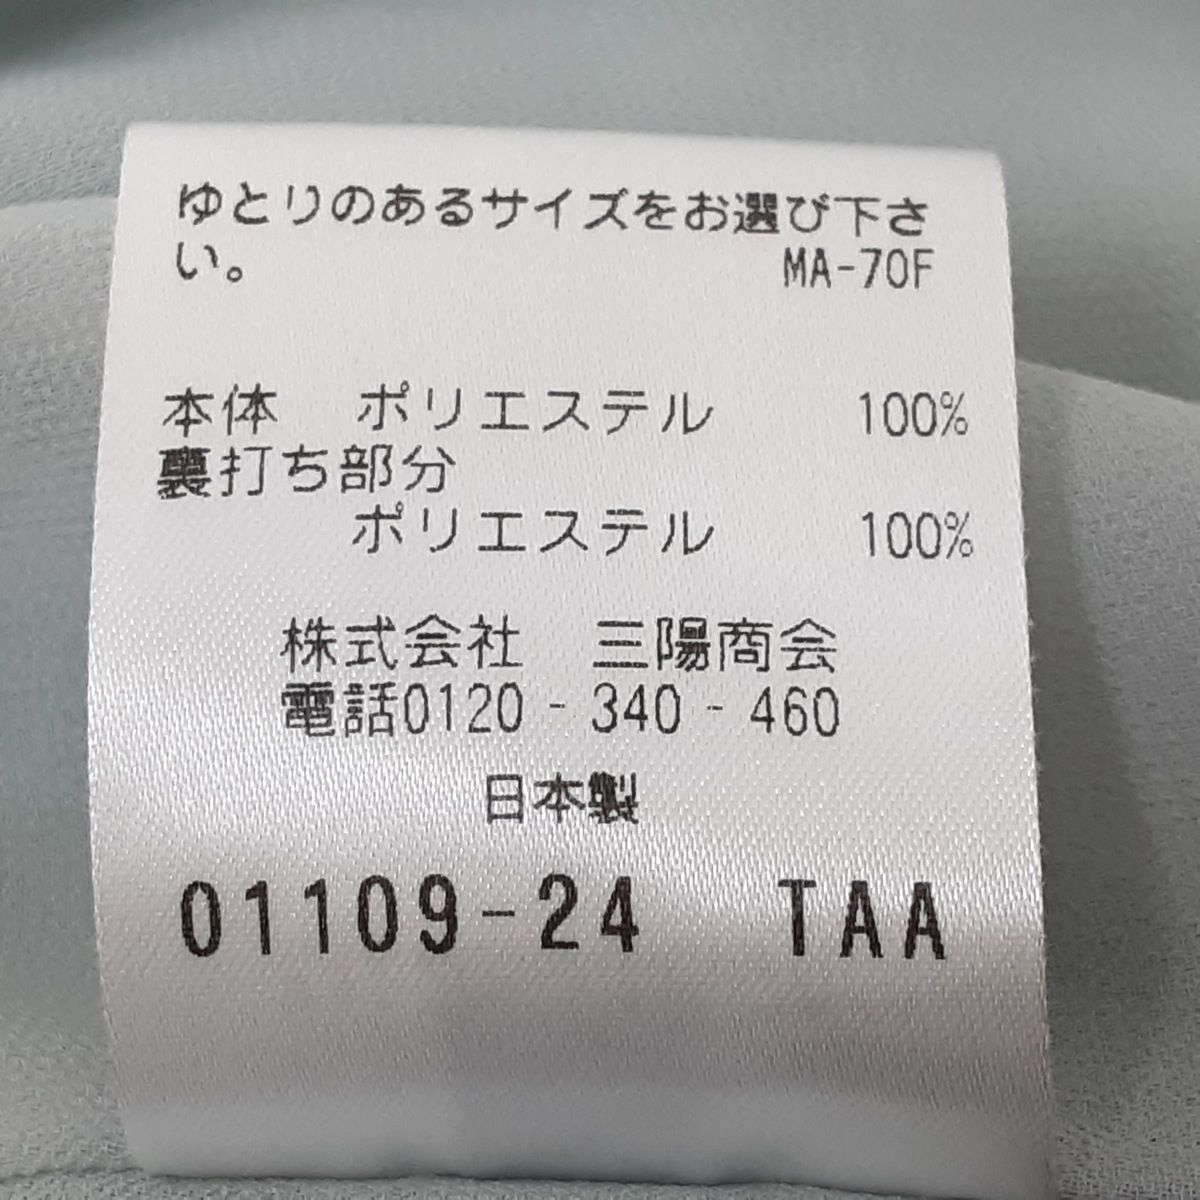 ゆとりのあるサイズをお選び下さ
い。 MA-70F
本体 ポリエステル 100%
裏打ち部分
ポリエステル 100%
株式会社 三陽商会
電話0120-340-460
日本製
01109-24 TAA